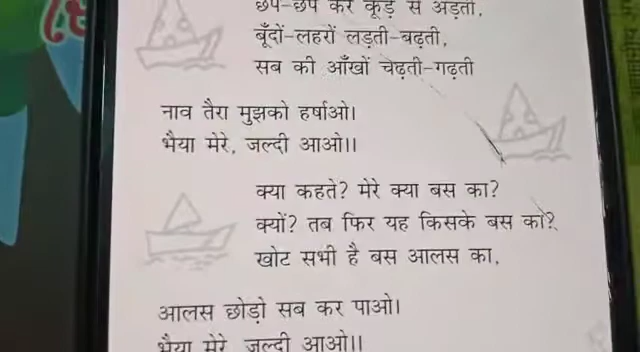 छप-छप कर कूड़े से अड़ती,
बूँदों-लहरों लड़ती-बढ़ती,
सब की आँखों चेढ़ती-गढ़ती
नाव तैरा मुझको हर्षाओ।
भैया मेरे, जल्दी आओ।।
क्या कहते? मेरे क्या बस का?
क्यों? तब फिर यह किसके बस का?
खोट सभी है बस आलस का,
आलस छोड़ो सब कर पाओ।
भैया मेरे, जल्दी आओ।।